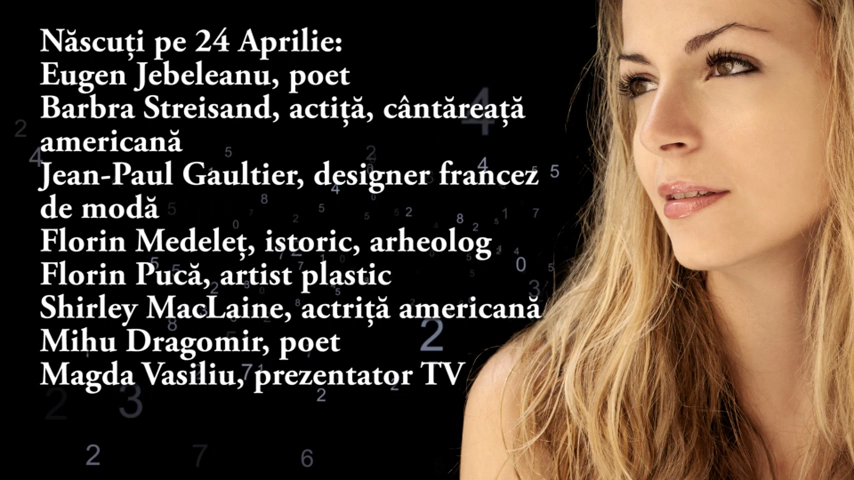 Născuți pe 24 Aprilie:
Eugen Jebeleanu, poet
Barbra Streisand, actiță, cântăreață
americană
Jean-Paul Gaultier, designer francez
de modă
Florin Medeleț, istoric, arheolog
Florin Pucă, artist plastic
Shirley MacLaine, actriță americană
Mihu Dragomir, poet
Magda Vasiliu, prezentator TV